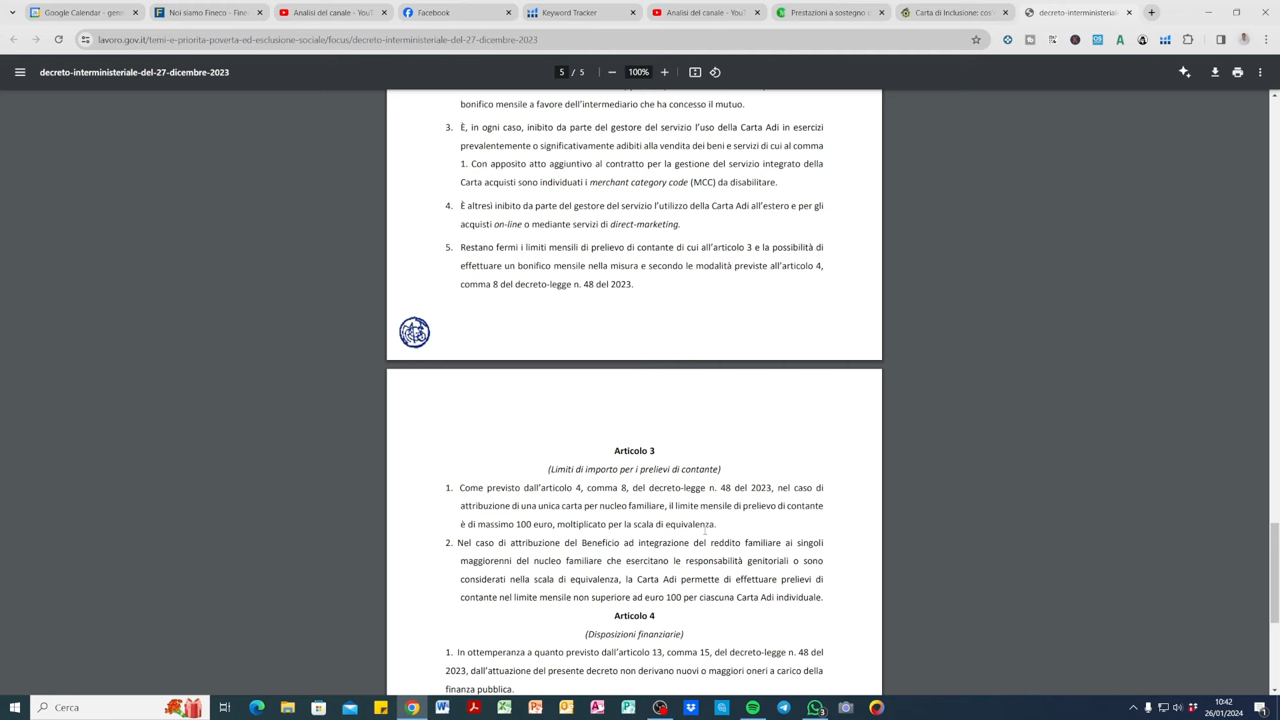 Google Calendar - genn
Noi siamo Fineco - Fine
Analisi del canale - YouT
Facebook
Keyword Tracker
Analisi del canale - YouT
Prestazioni a sostegno d
Carta di Inclusione: cos'
decreto-interministeriale-
lavoro.gov.it/temi-e-priorita-poverta-ed-esclusione-sociale/focus/decreto-interministeriale-del-27-dicembre-2023
decreto-interministeriale-del-27-dicembre-2023
5 / 5
100%
bonifico mensile a favore dell'intermediario che ha concesso il mutuo.
3. È, in ogni caso, inibito da parte del gestore del servizio l'uso della Carta Adi in esercizi
prevalentemente o significativamente adibiti alla vendita dei beni e servizi di cui al comma
1. Con apposito atto aggiuntivo al contratto per la gestione del servizio integrato della
Carta acquisti sono individuati i merchant category code (MCC) da disabilitare.
4. È altresì inibito da parte del gestore del servizio l'utilizzo della Carta Adi all'estero e per gli
acquisti on-line o mediante servizi di direct-marketing.
5. Restano fermi i limiti mensili di prelievo di contante di cui all'articolo 3 e la possibilità di
effettuare un bonifico mensile nella misura e secondo le modalità previste all'articolo 4,
comma 8 del decreto-legge n. 48 del 2023.
Articolo 3
(Limiti di importo per i prelievi di contante)
1. Come previsto dall'articolo 4, comma 8, del decreto-legge n. 48 del 2023, nel caso di
attribuzione di una unica carta per nucleo familiare, il limite mensile di prelievo di contante
è di massimo 100 euro, moltiplicato per la scala di equivalenza.
2. Nel caso di attribuzione del Beneficio ad integrazione del reddito familiare ai singoli
maggiorenni del nucleo familiare che esercitano le responsabilità genitoriali o sono
considerati nella scala di equivalenza, la Carta Adi permette di effettuare prelievi di
contante nel limite mensile non superiore ad euro 100 per ciascuna Carta Adi individuale.
Articolo 4
(Disposizioni finanziarie)
1. In ottemperanza a quanto previsto dall'articolo 13, comma 15, del decreto-legge n. 48 del
2023, dall'attuazione del presente decreto non derivano nuovi o maggiori oneri a carico della
finanza pubblica.
Cerca
10:42
26/01/2024